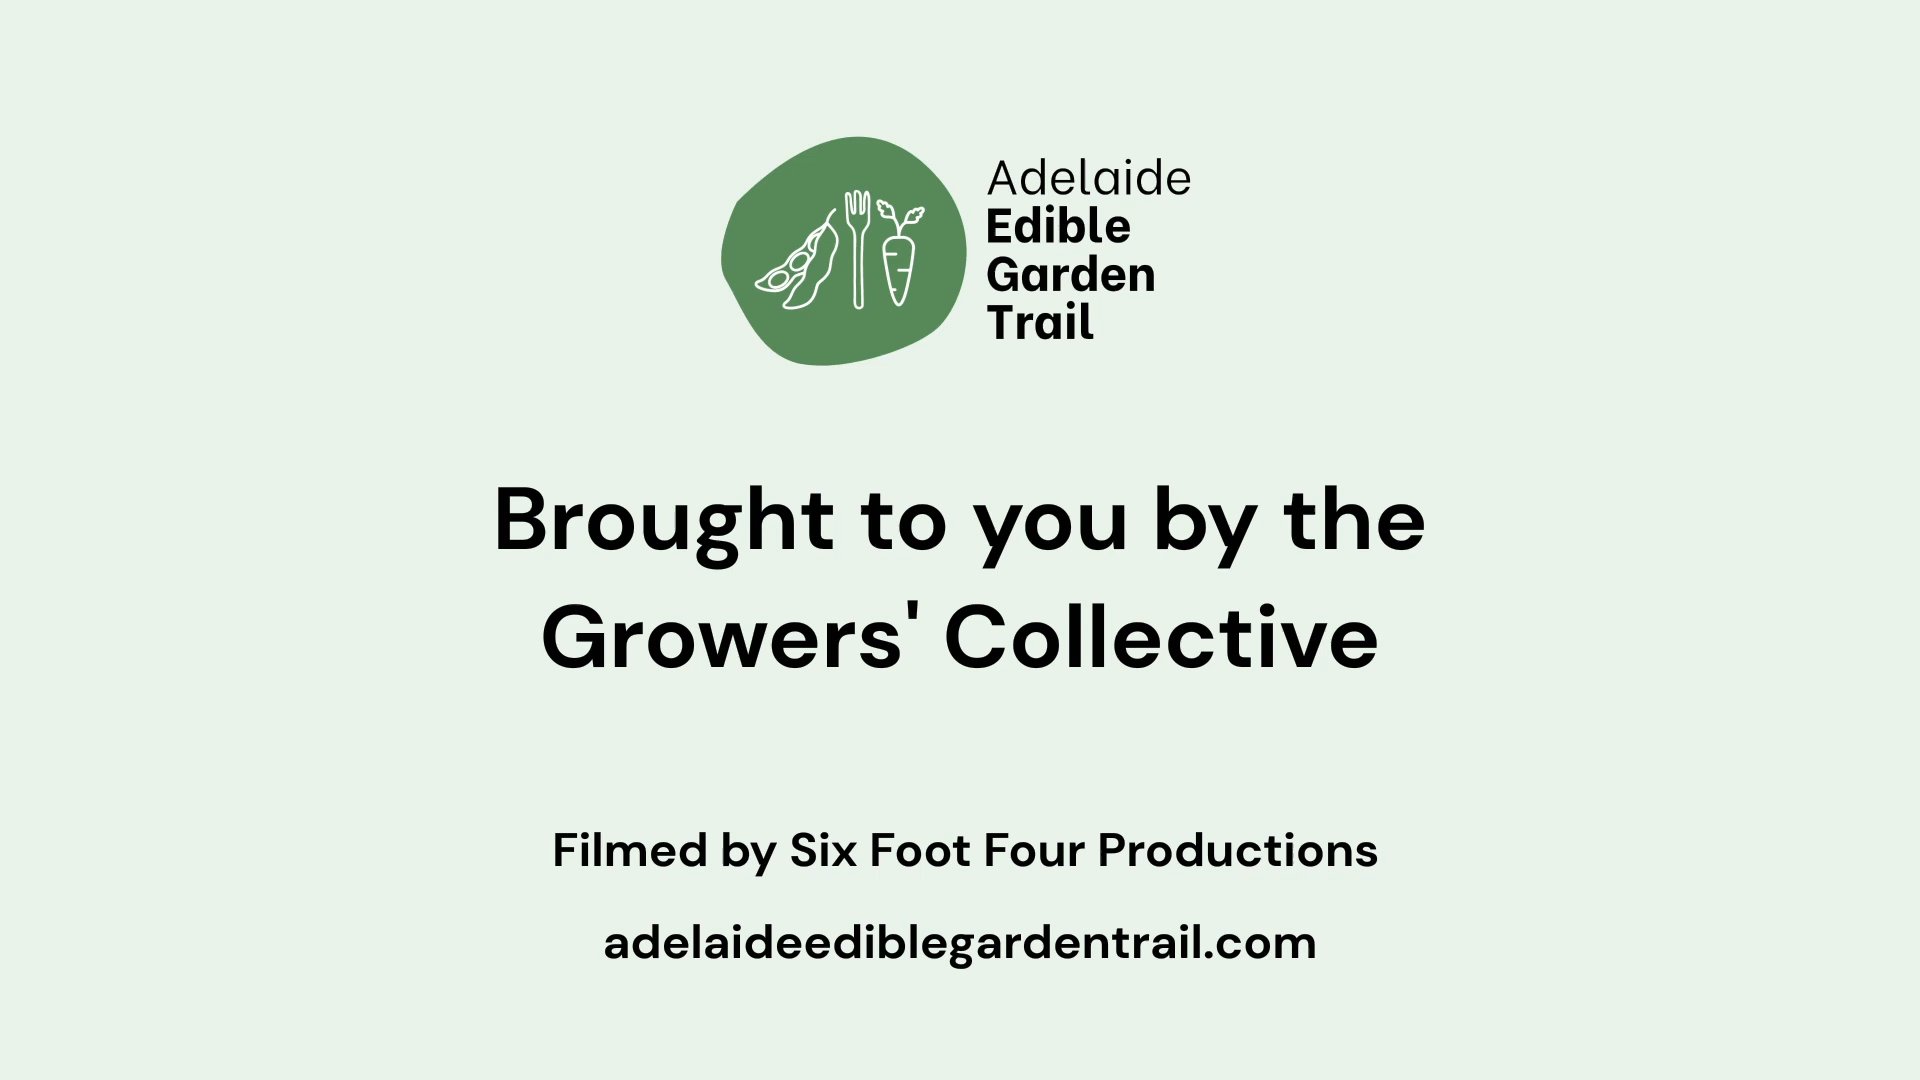 Adelaide
Edible
Garden
Trail
Brought to you by the
Growers' Collective
Filmed by Six Foot Four Productions
adelaideediblegardentrail.com